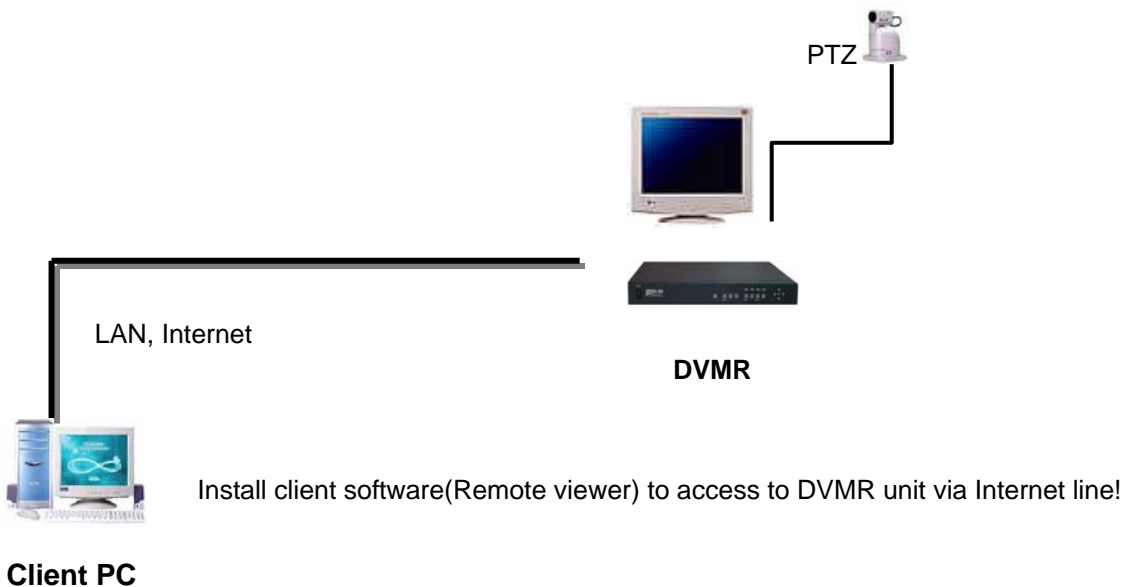 PTZ
LAN, Internet
DVMR
Install client software(Remote viewer) to access to DVMR unit via Internet line!
Client PC